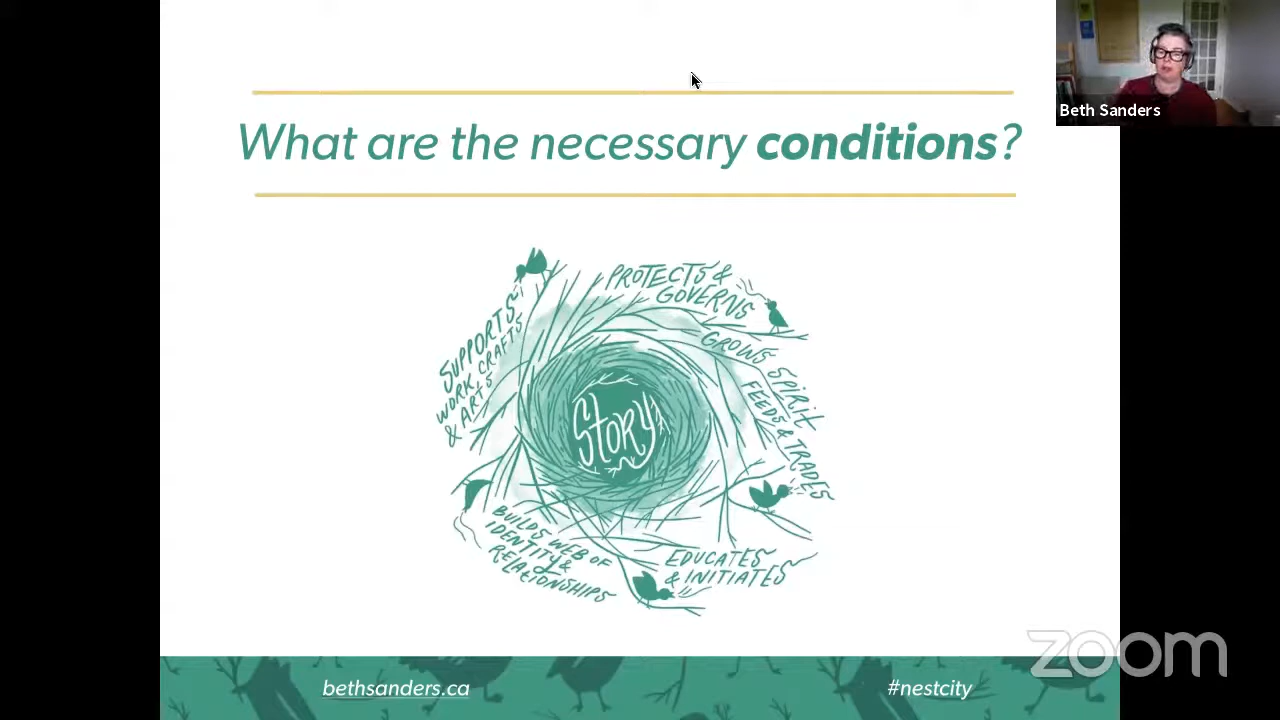 Beth Sanders
What are the necessary conditions?
PROTECTS &
GOVERNS
SUPPORTS
WORK, CRAFTS
& ARTS
GROWS SPIRIT
FEEDS & TRADES
STORY
BUILDS WEB OF
IDENTITY &
RELATIONSHIPS
EDUCATES
& INITIATES
zoom
bethsanders.ca
#nestcity